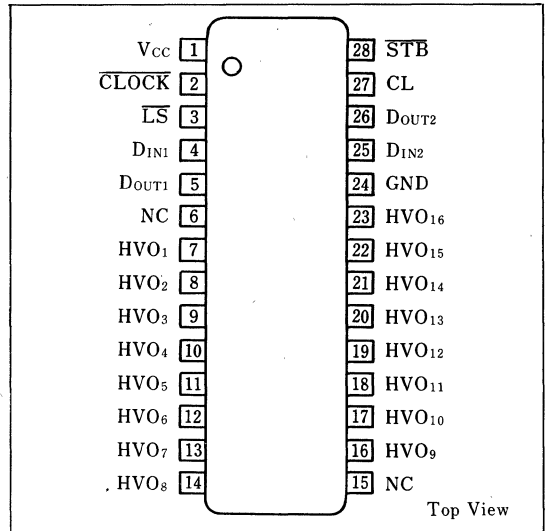 Vcc 1 28 STB
CLOCK 2 27 CL
LS 3 26 DOUT2
DIN1 4 25 DIN2
DOUT1 5 24 GND
NC 6 23 HVO16
HVO1 7 22 HVO15
HVO2 8 21 HVO14
HVO3 9 20 HVO13
HVO4 10 19 HVO12
HVO5 11 18 HVO11
HVO6 12 17 HVO10
HVO7 13 16 HVO9
HVO8 14 15 NC
Top View